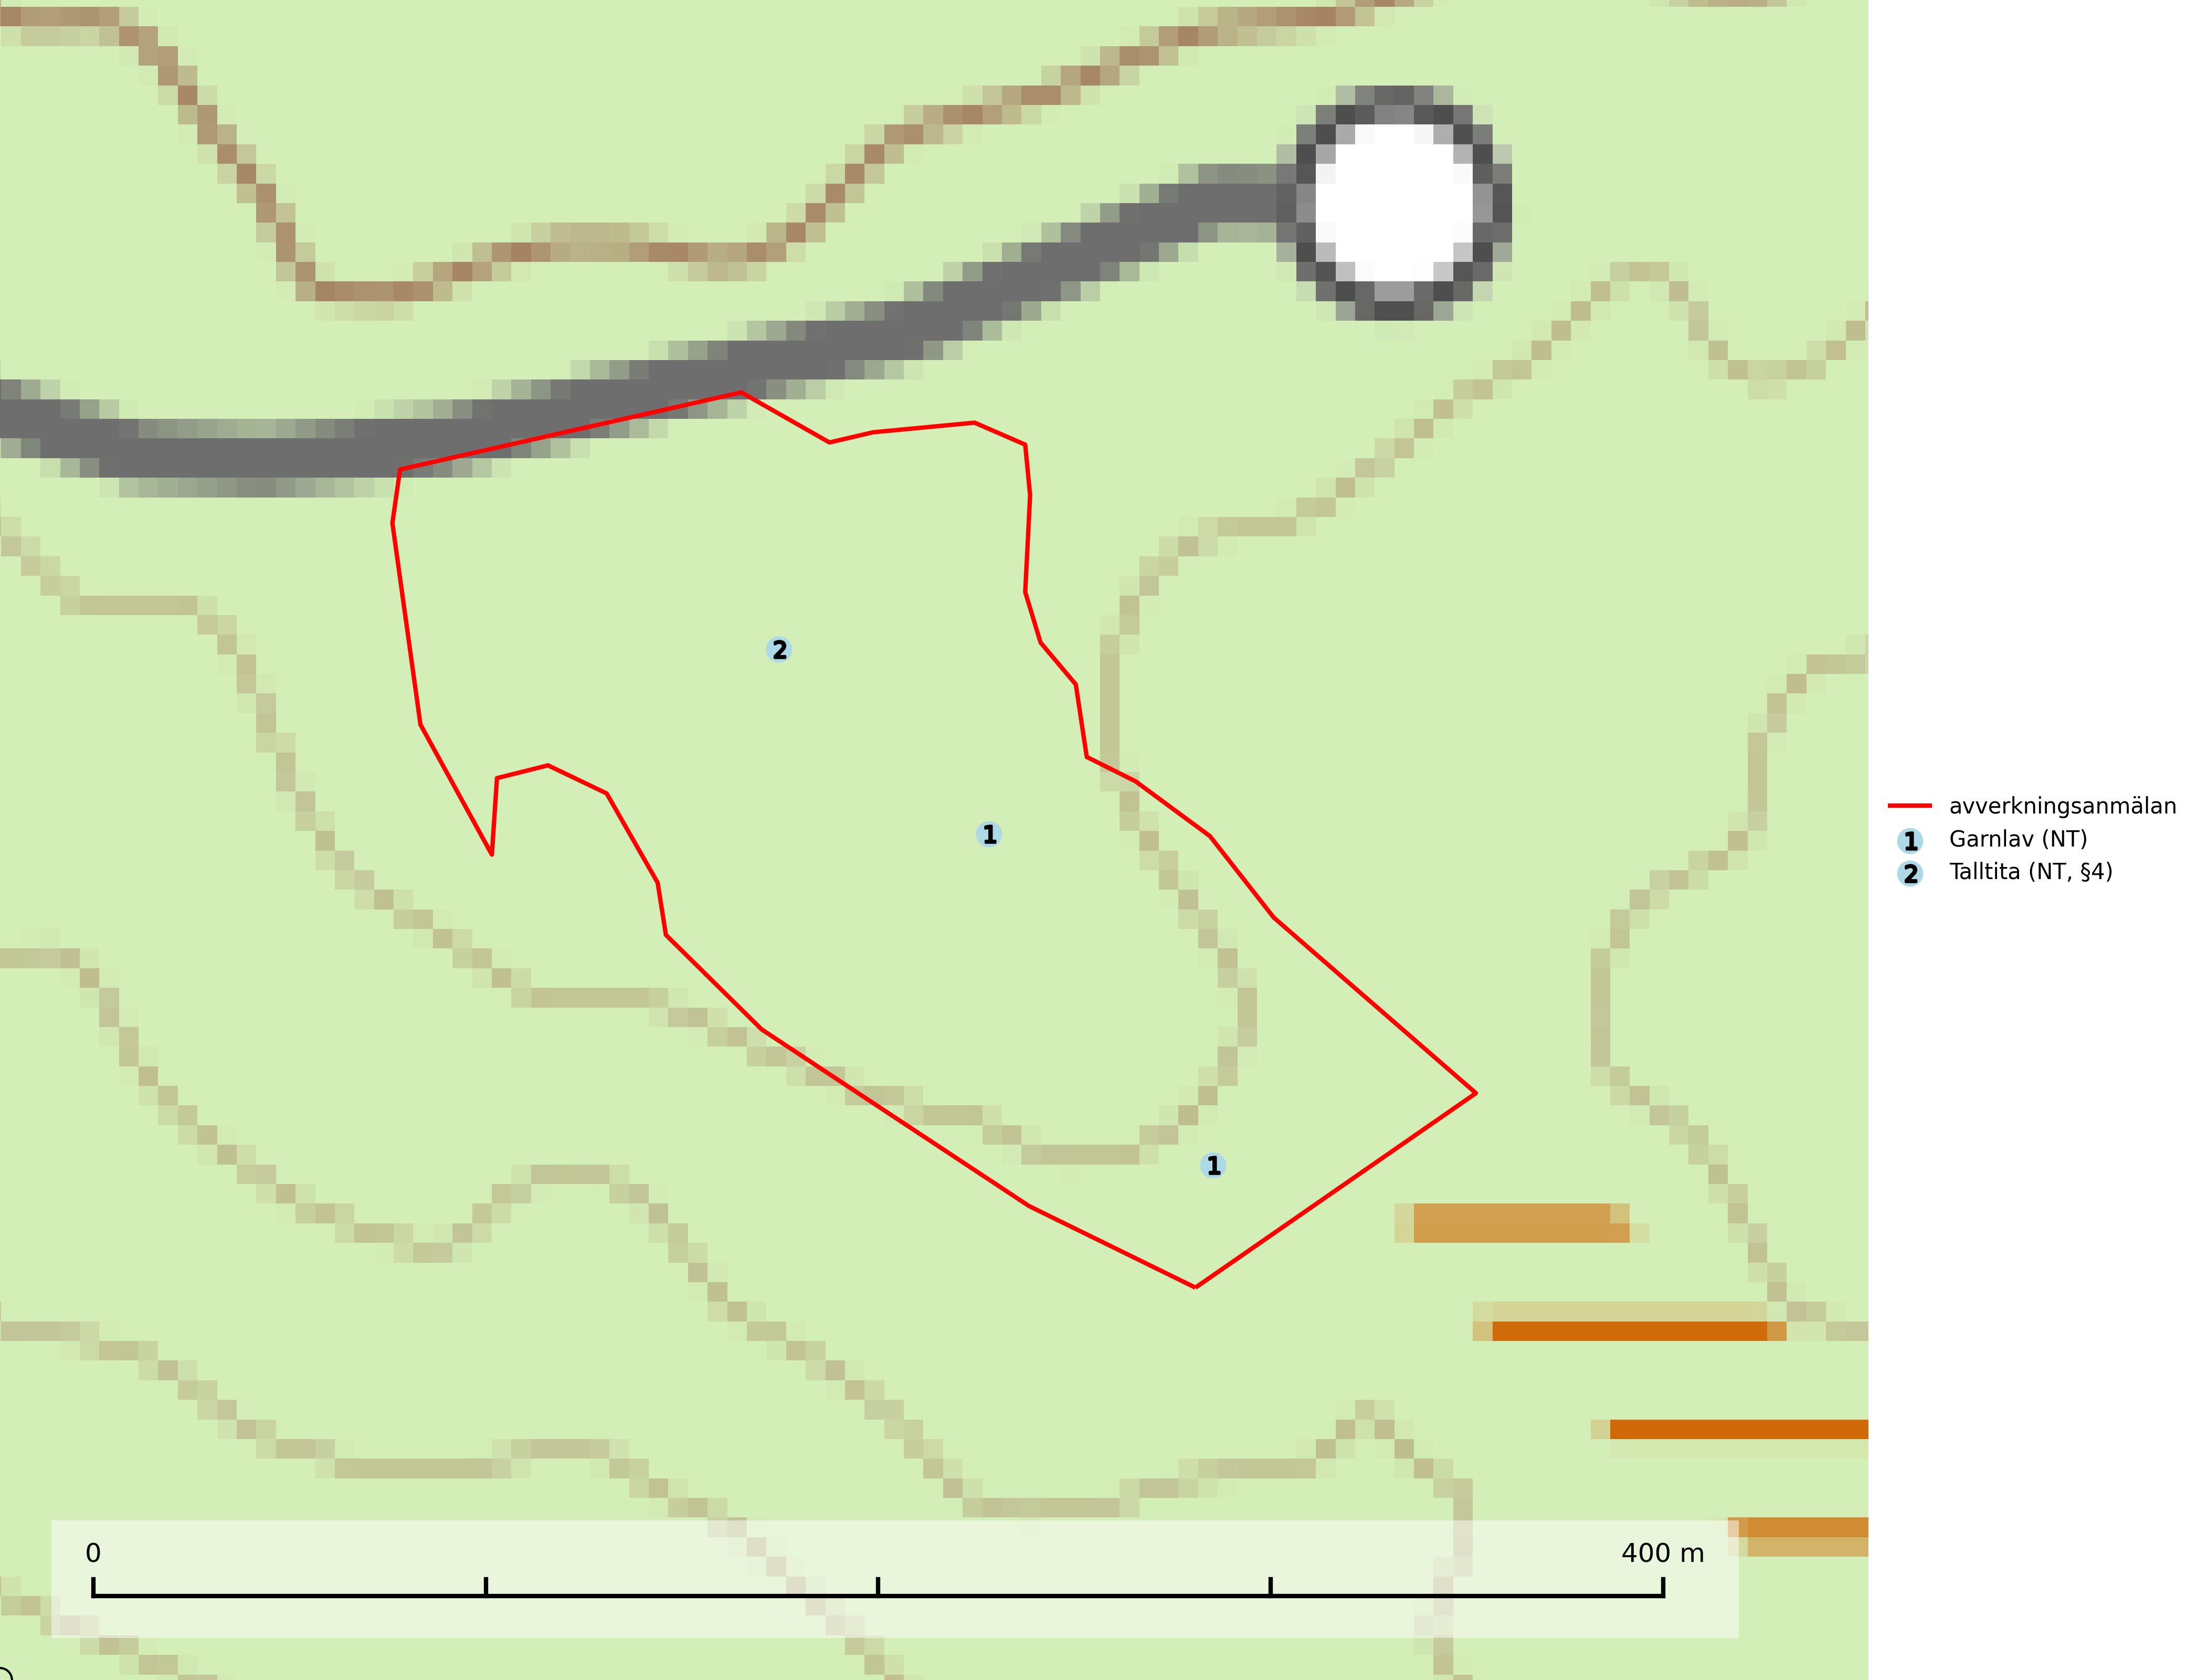 2
1
1
avverkningsanmälan
1 Garnlav (NT)
2 Talltita (NT, §4)
0 400 m